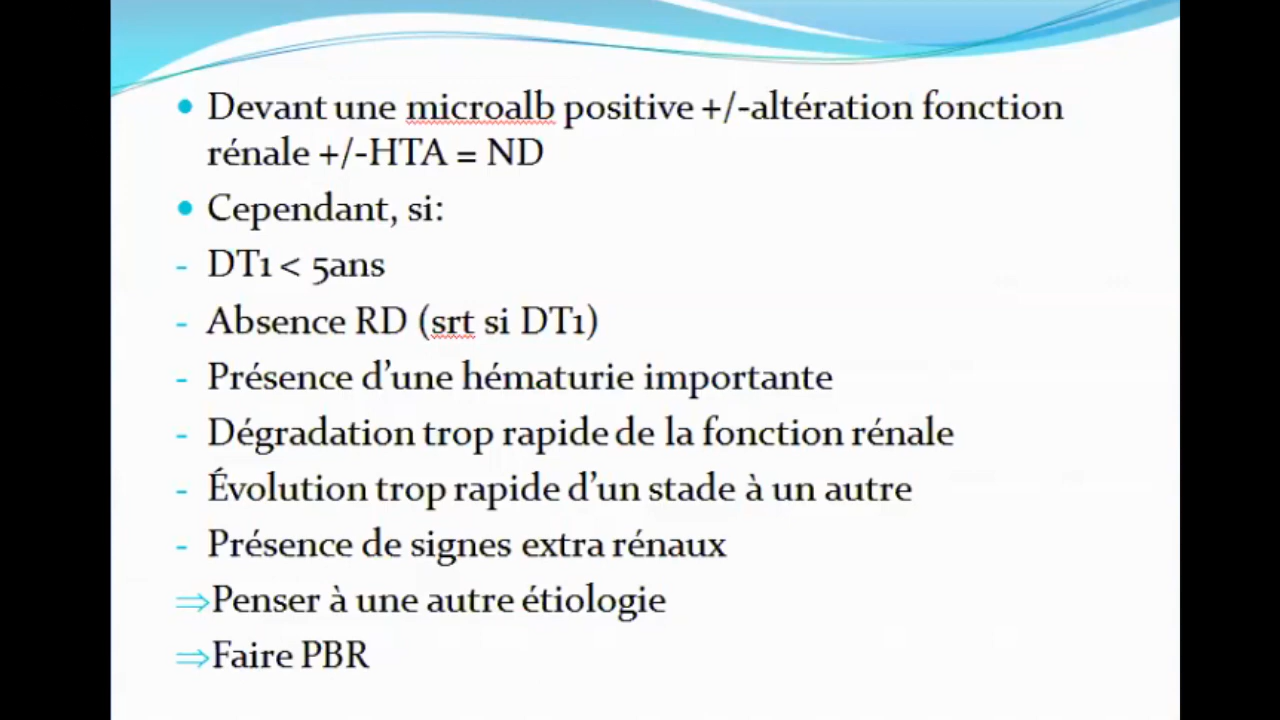 • Devant une microalb positive +/-altération fonction
rénale +/-HTA = ND
• Cependant, si:
- DT1 < 5ans
- Absence RD (srt si DT1)
- Présence d’une hématurie importante
- Dégradation trop rapide de la fonction rénale
- Évolution trop rapide d’un stade à un autre
- Présence de signes extra rénaux
⇒Penser à une autre étiologie
⇒Faire PBR